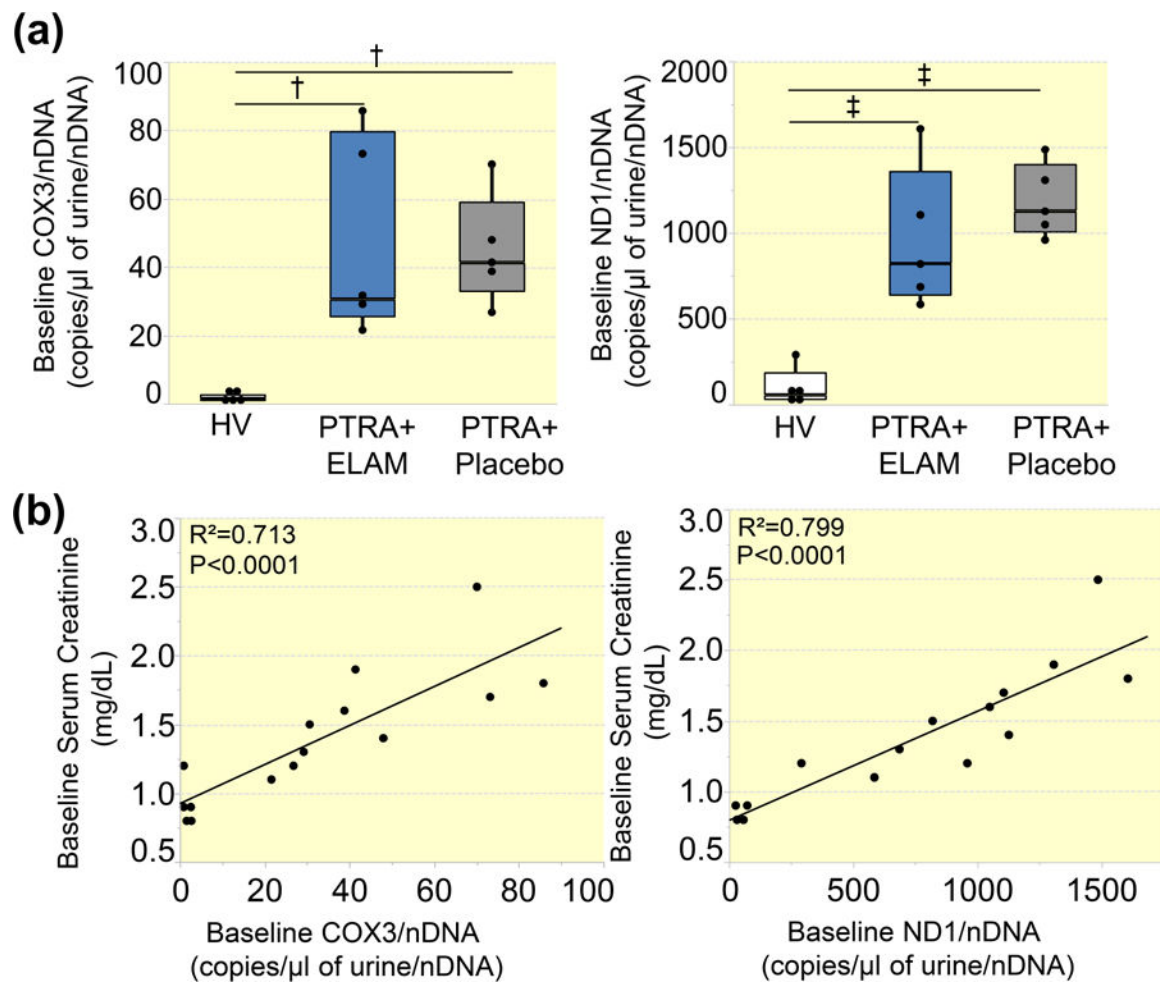 (a)
Baseline COX3/nDNA
(copies/µl of urine/nDNA)
100
80
60
40
20
0
†
†
HV
PTRA+
ELAM
PTRA+
Placebo
Baseline ND1/nDNA
(copies/µl of urine/nDNA)
2000
1500
1000
500
0
‡
‡
HV
PTRA+
ELAM
PTRA+
Placebo
(b)
Baseline Serum Creatinine
(mg/dL)
3.0
2.5
2.0
1.5
1.0
0.5
R²=0.713
P<0.0001
0
20
40
60
80
100
Baseline COX3/nDNA
(copies/µl of urine/nDNA)
Baseline Serum Creatinine
(mg/dL)
3.0
2.5
2.0
1.5
1.0
0.5
R²=0.799
P<0.0001
0
500
1000
1500
Baseline ND1/nDNA
(copies/µl of urine/nDNA)